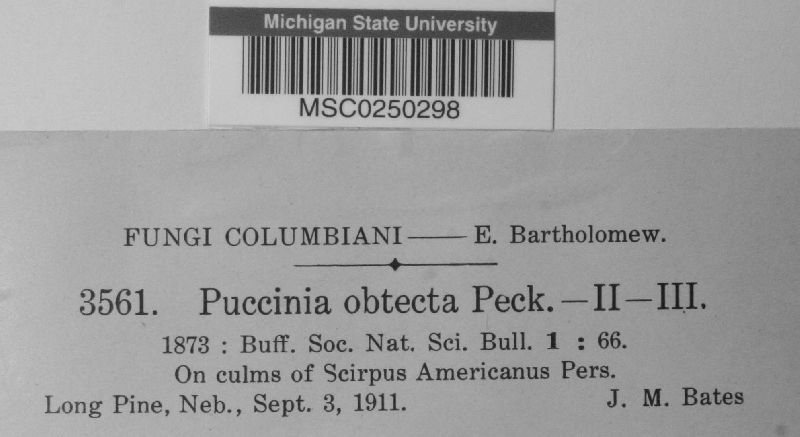 Michigan State University
MSC0250298
FUNGI COLUMBIANI — E. Bartholomew.
3561. Puccinia obtecta Peck. — II — III.
1873 : Buff. Soc. Nat. Sci. Bull. 1 : 66.
On culms of Scirpus Americanus Pers.
Long Pine, Neb., Sept. 3, 1911. J. M. Bates